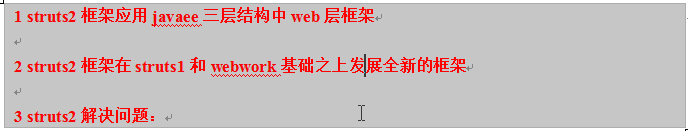 1 struts2 框架应用 javaee 三层结构中 web 层框架
2 struts2 框架在 struts1 和 webwork 基础之上发展全新的框架
3 struts2 解决问题：